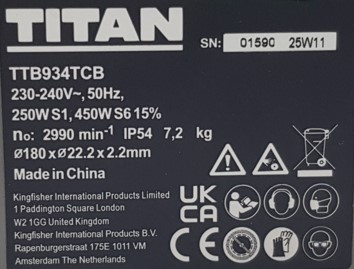 TITAN
SN: 01590 25W11
TTB934TCB
230-240V~, 50Hz,
250W S1, 450W S6 15%
no: 2990 min-1 IP54 7,2 kg
ø180 x ø22.2 x 2.2mm
Made in China
Kingfisher International Products Limited
1 Paddington Square London
W2 1GG United Kingdom
Kingfisher International Products B.V.
Rapenburgerstraat 175E 1011 VM
Amsterdam The Netherlands
UK
CA
CE